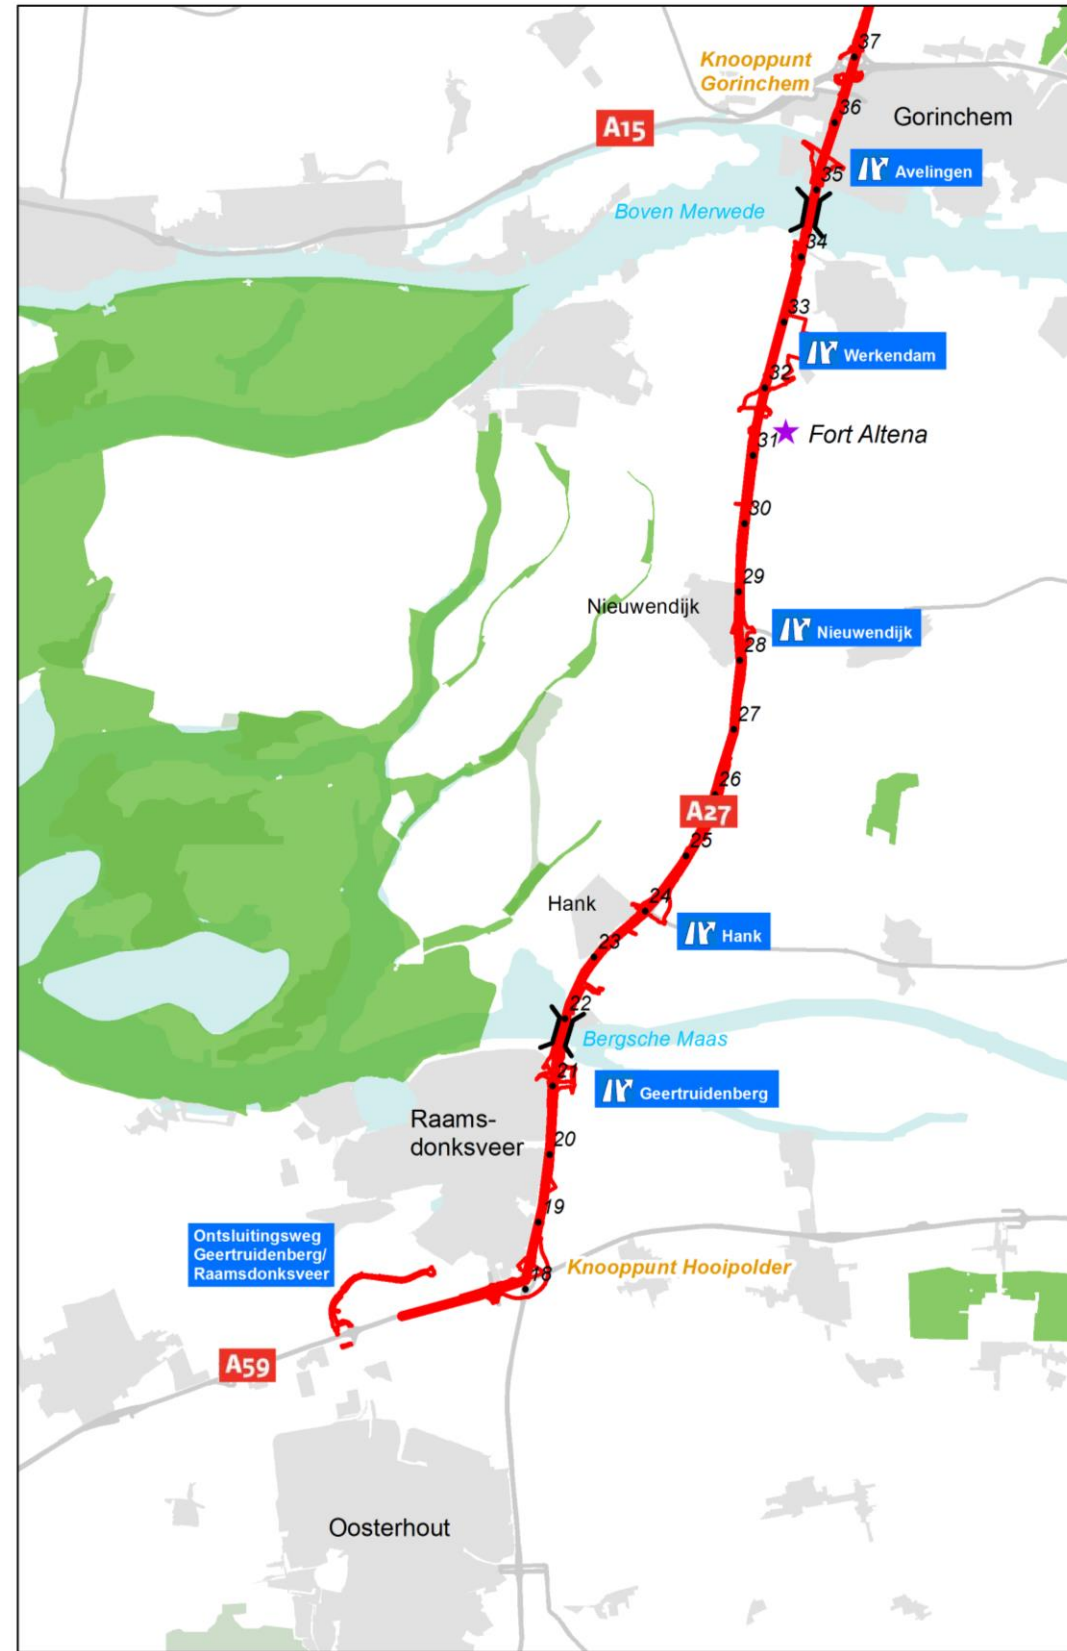 37
Knooppunt
Gorinchem
36
Gorinchem
A15
Avelingen
35
Boven Merwede
34
33
Werkendam
32
Fort Altena
31
30
29
Nieuwendijk
Nieuwendijk
28
27
26
A27
25
24
Hank
Hank
23
22
Bergsche Maas
21
Geertruidenberg
Raams-
donksveer
20
19
Ontsluitingsweg
Geertruidenberg/
Raamsdonksveer
Knooppunt Hooipolder
18
A59
Oosterhout